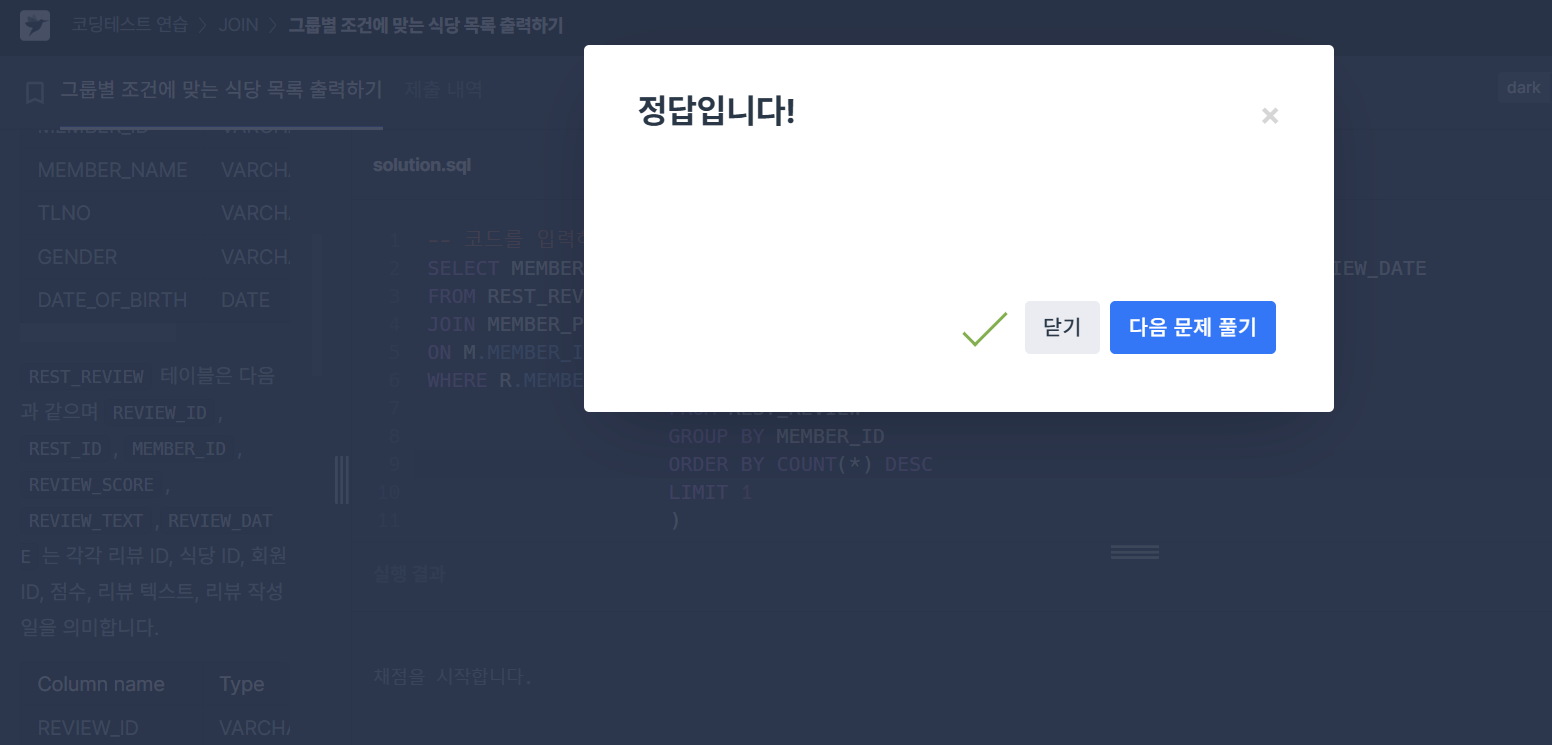 코딩테스트 연습 > JOIN > 그룹별 조건에 맞는 식당 목록 출력하기
그룹별 조건에 맞는 식당 목록 출력하기 제출 내역
dark
MEMBER_ID VARCH
MEMBER_NAME VARCH
TLNO VARCH
GENDER VARCH
DATE_OF_BIRTH DATE
REST_REVIEW 테이블은 다음
과 같으며 REVIEW_ID ,
REST_ID , MEMBER_ID ,
REVIEW_SCORE ,
REVIEW_TEXT , REVIEW_DAT
E 는 각각 리뷰 ID, 식당 ID, 회원
ID, 점수, 리뷰 텍스트, 리뷰 작성
일을 의미합니다.
Column name Type
REVIEW_ID VARCH
solution.sql
1 -- 코드를 입력하
2 SELECT MEMBER IEW_DATE
3 FROM REST_REV
4 JOIN MEMBER_P
5 ON M.MEMBER_I
6 WHERE R.MEMBE
7 FROM REST_REVIEW
8 GROUP BY MEMBER_ID
9 ORDER BY COUNT(*) DESC
10 LIMIT 1
11 )
실행 결과
채점을 시작합니다.
정답입니다!
×
닫기
다음 문제 풀기